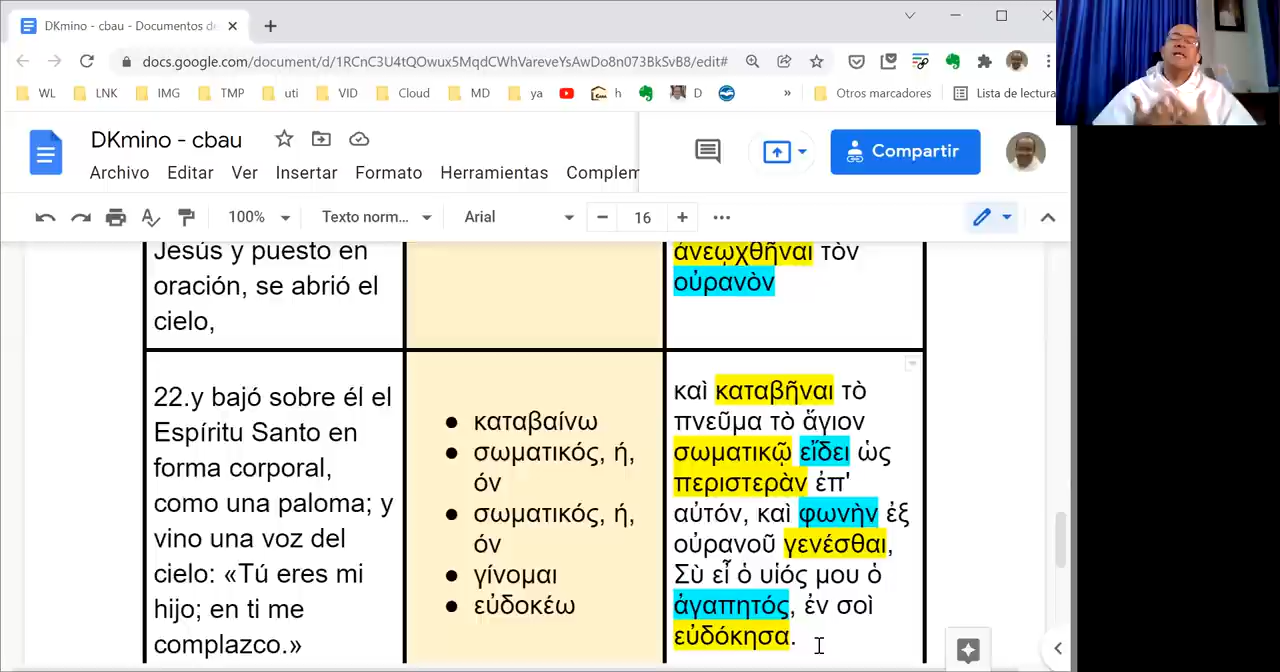 DKmino - cbau - Documentos de
docs.google.com/document/d/1RCnC3U4tQOwux5MqdCWhVareveYsAwDo8n073BkSvB8/edit#
WL LNK IMG TMP uti VID Cloud MD ya h D » Otros marcadores Lista de lectura
DKmino - cbau
Archivo Editar Ver Insertar Formato Herramientas Complem
Compartir
100% Texto norm... Arial 16
Jesús y puesto en
oración, se abrió el
cielo,
ἀνεῳχθῆναι τὸν
οὐρανὸν
22.y bajó sobre él el
Espíritu Santo en
forma corporal,
como una paloma; y
vino una voz del
cielo: «Tú eres mi
hijo; en ti me
complazco.»
● καταβαίνω
● σωματικός, ή,
όν
● σωματικός, ή,
όν
● γίνομαι
● εὐδοκέω
καὶ καταβῆναι τὸ
πνεῦμα τὸ ἅγιον
σωματικῷ εἴδει ὡς
περιστερὰν ἐπ'
αὐτόν, καὶ φωνὴν ἐξ
οὐρανοῦ γενέσθαι,
Σὺ εἶ ὁ υἱός μου ὁ
ἀγαπητός, ἐν σοὶ
εὐδόκησα.